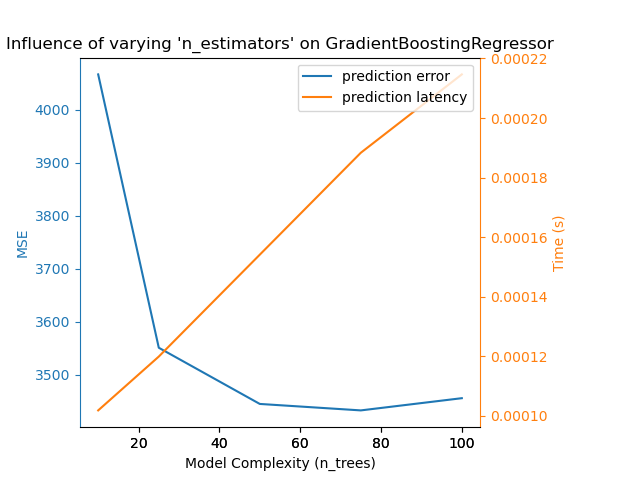 Influence of varying 'n_estimators' on GradientBoostingRegressor
prediction error
prediction latency
4000
3900
3800
3700
3600
3500
MSE
0.00022
0.00020
0.00018
0.00016
0.00014
0.00012
0.00010
Time (s)
20 40 60 80 100
Model Complexity (n_trees)